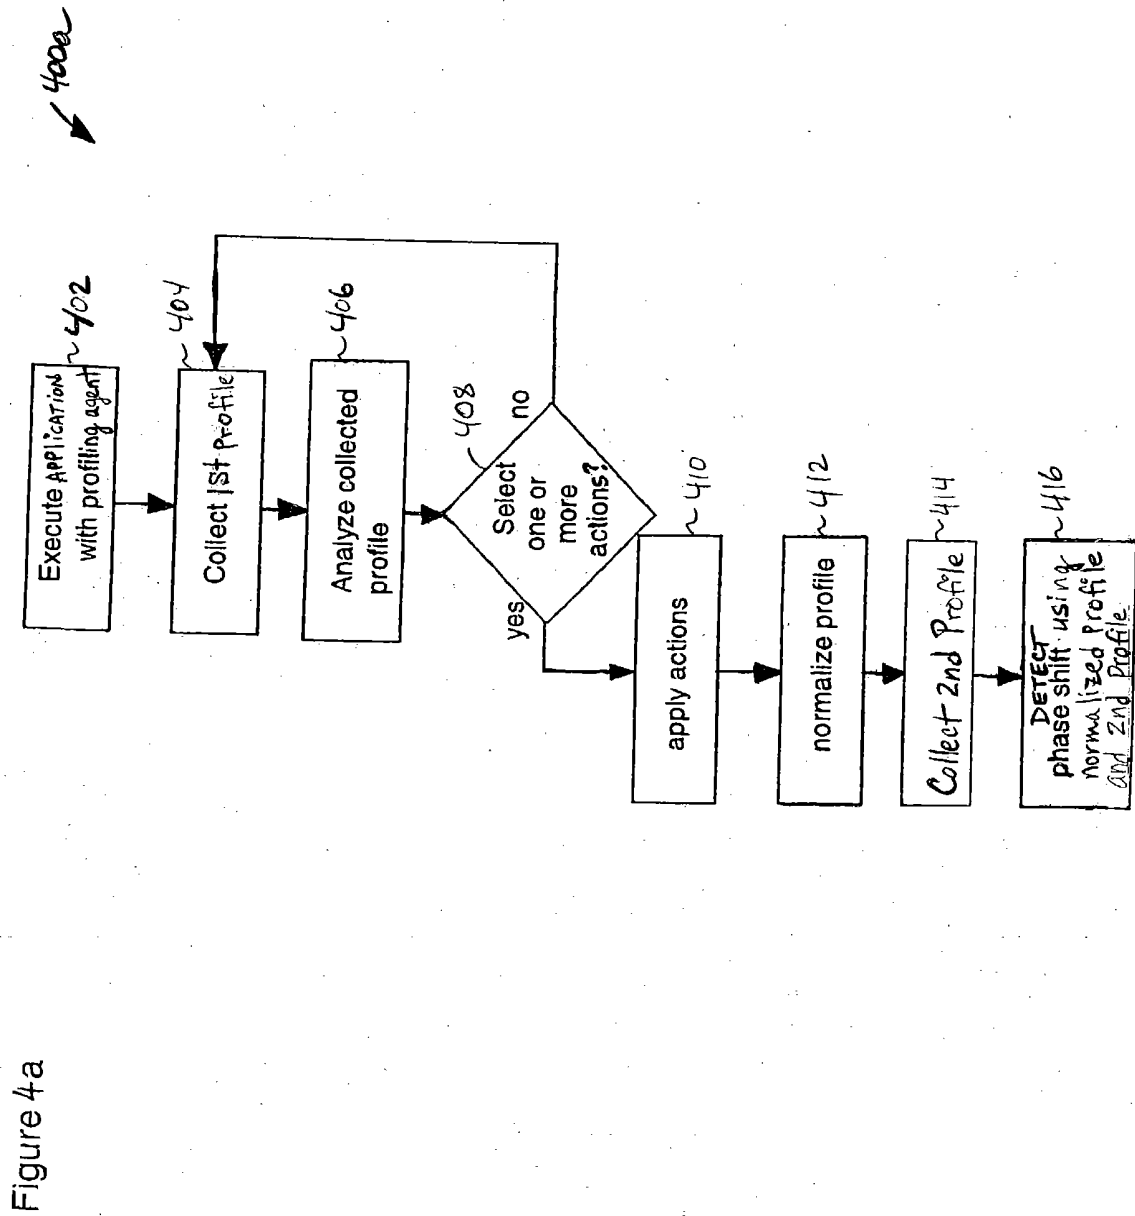 Figure 4a
400a
Execute APPLICATION
with profiling agent
402
Collect 1st profile
404
Analyze collected
profile
406
Select
one or
more
actions?
408
no
yes
apply actions
410
normalize profile
412
Collect 2nd Profile
414
DETECT
phase shift using
normalized Profile
and 2nd Profile
416